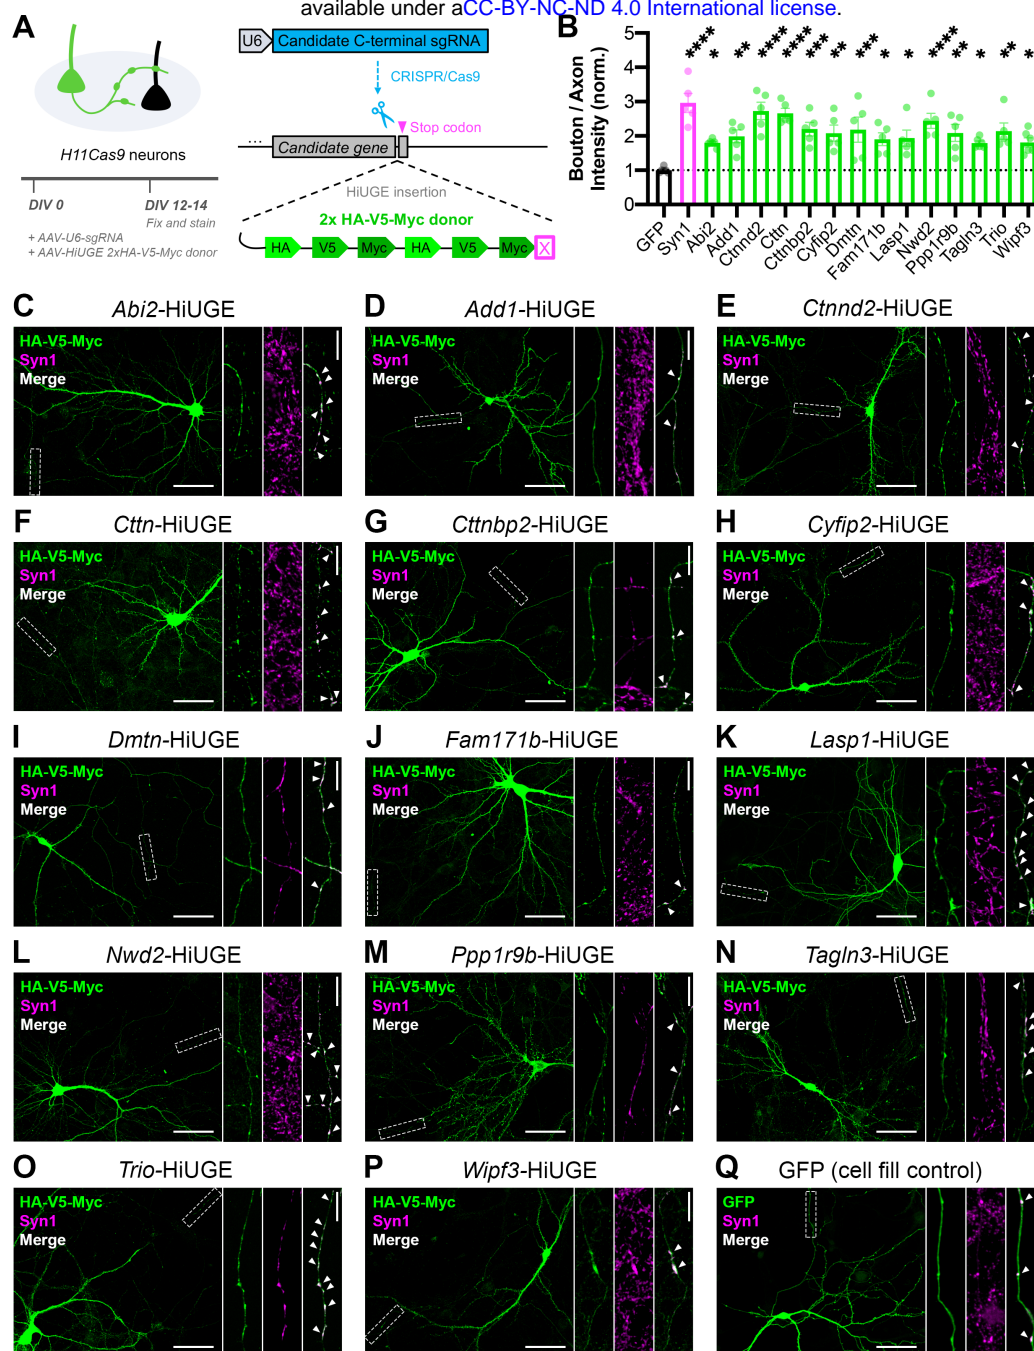 available under aCC-BY-NC-ND 4.0 International license.
A
H11Cas9 neurons
DIV 0
DIV 12-14
Fix and stain
+ AAV-U6-sgRNA
+ AAV-HiUGE 2xHA-V5-Myc donor
U6
Candidate C-terminal sgRNA
CRISPR/Cas9
Stop codon
...
Candidate gene
HiUGE insertion
2x HA-V5-Myc donor
HA V5 Myc HA V5 Myc X
B
Bouton / Axon
Intensity (norm.)
5
4
3
2
1
0
**** * ** **** **** *** ** *** * * **** ** * ** *
GFP
Syn1
Abi2
Add1
Ctnnd2
Cttn
Cttnbp2
Cyfip2
Dmtn
Fam171b
Lasp1
Nwd2
Ppp1r9b
Tagln3
Trio
Wipf3
C
Abi2-HiUGE
HA-V5-Myc
Syn1
Merge
D
Add1-HiUGE
HA-V5-Myc
Syn1
Merge
E
Ctnnd2-HiUGE
HA-V5-Myc
Syn1
Merge
F
Cttn-HiUGE
HA-V5-Myc
Syn1
Merge
G
Cttnbp2-HiUGE
HA-V5-Myc
Syn1
Merge
H
Cyfip2-HiUGE
HA-V5-Myc
Syn1
Merge
I
Dmtn-HiUGE
HA-V5-Myc
Syn1
Merge
J
Fam171b-HiUGE
HA-V5-Myc
Syn1
Merge
K
Lasp1-HiUGE
HA-V5-Myc
Syn1
Merge
L
Nwd2-HiUGE
HA-V5-Myc
Syn1
Merge
M
Ppp1r9b-HiUGE
HA-V5-Myc
Syn1
Merge
N
Tagln3-HiUGE
HA-V5-Myc
Syn1
Merge
O
Trio-HiUGE
HA-V5-Myc
Syn1
Merge
P
Wipf3-HiUGE
HA-V5-Myc
Syn1
Merge
Q
GFP (cell fill control)
GFP
Syn1
Merge